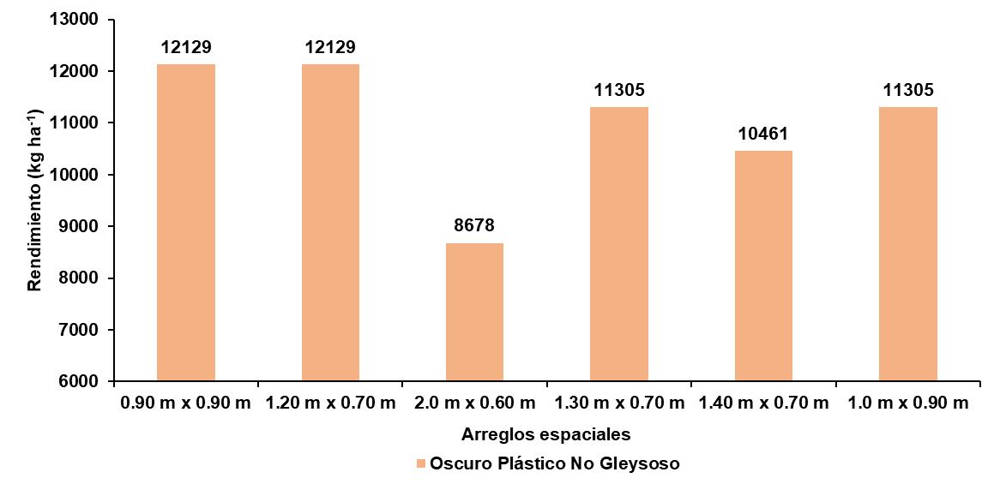 13000
12000
11000
10000
9000
8000
7000
6000
Rendimiento (kg ha⁻¹)
12129
12129
8678
11305
10461
11305
0.90 m x 0.90 m
1.20 m x 0.70 m
2.0 m x 0.60 m
1.30 m x 0.70 m
1.40 m x 0.70 m
1.0 m x 0.90 m
Arreglos espaciales
Oscuro Plástico No Gleysoso